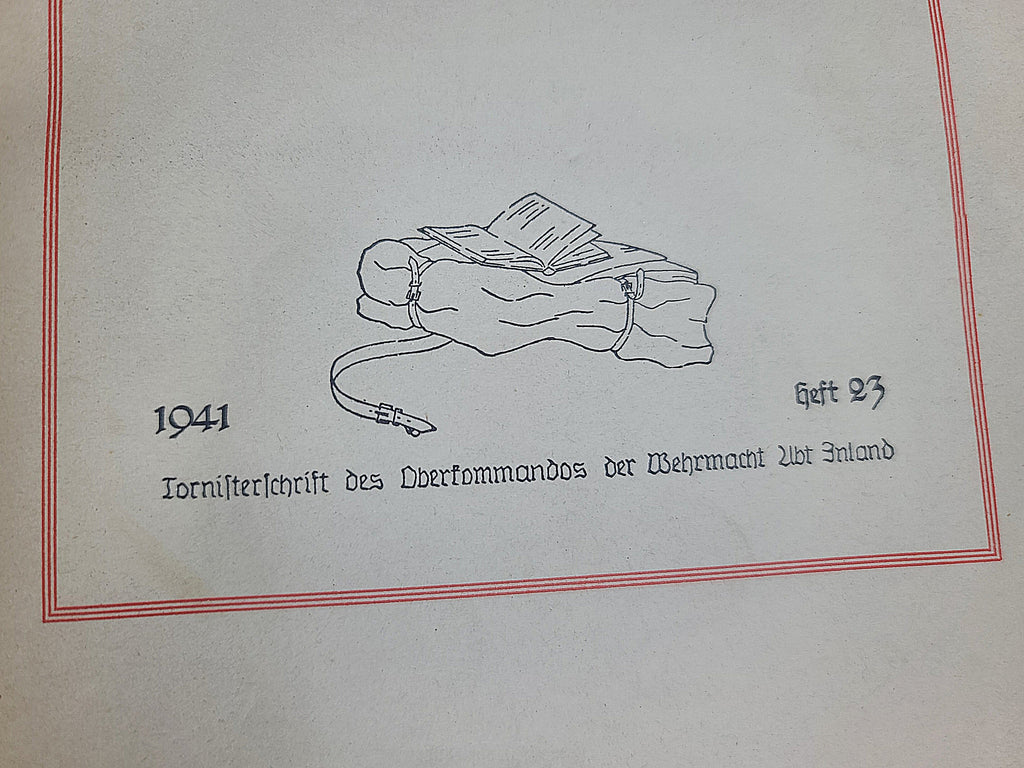 1941
Heft 23
Torniſterſchrift des Oberkommandos der Wehrmacht Abt Inland